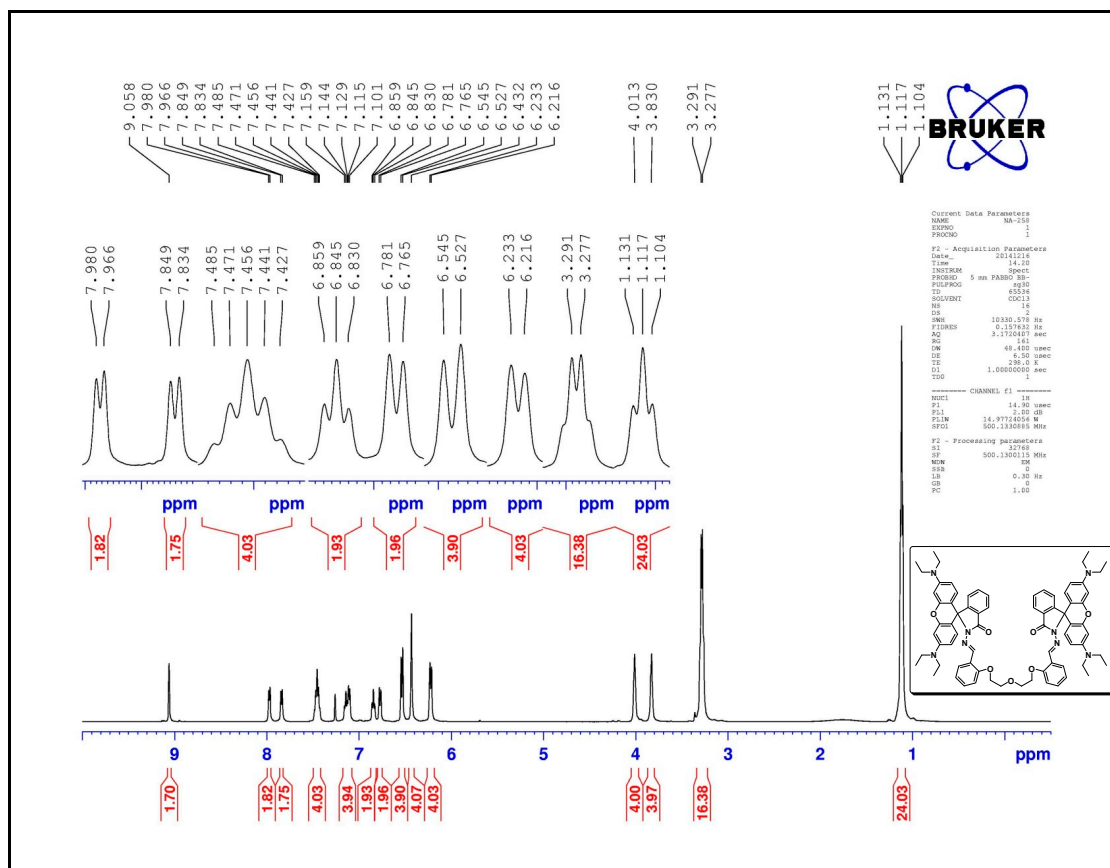 9.058
7.980
7.966
7.849
7.834
7.485
7.471
7.456
7.441
7.427
7.159
7.144
7.129
7.115
7.101
6.859
6.845
6.830
6.781
6.765
6.545
6.527
6.432
6.233
6.216
4.013
3.830
3.291
3.277
1.131
1.117
1.104
BRUKER
Current Data Parameters
NAME NA-258
EXPNO 1
PROCNO 1
F2 - Acquisition Parameters
Date_ 20141216
Time 14.20
INSTRUM Spect
PROBHD 5 mm PABBO BB-
PULPROG zg30
TD 65536
SOLVENT CDCl3
NS 16
DS 2
SWH 10330.578 Hz
FIDRES 0.157632 Hz
AQ 3.1720407 sec
RG 161
DW 48.400 usec
DE 6.50 usec
TE 298.0 K
D1 1.00000000 sec
TD0 1
======== CHANNEL f1 ========
NUC1 1H
P1 14.90 usec
PL1 2.00 dB
PL1W 14.97724056 W
SFO1 500.1330885 MHz
F2 - Processing parameters
SI 32768
SF 500.1300115 MHz
WDW EM
SSB 0
LB 0.30 Hz
GB 0
PC 1.00
7.980
7.966
7.849
7.834
7.485
7.471
7.456
7.441
7.427
6.859
6.845
6.830
6.781
6.765
6.545
6.527
6.233
6.216
3.291
3.277
1.131
1.117
1.104
ppm ppm ppm ppm ppm ppm ppm
1.82 1.75 4.03 1.93 1.96 3.90 4.03 16.38 24.03
N
O
N
N
O
N
O
O
O
N
O
N
N
O
N
9 8 7 6 5 4 3 2 1 ppm
1.70 1.82 1.75 4.03 3.94 1.93 1.96 3.90 4.07 4.03 4.00 3.97 16.38 24.03